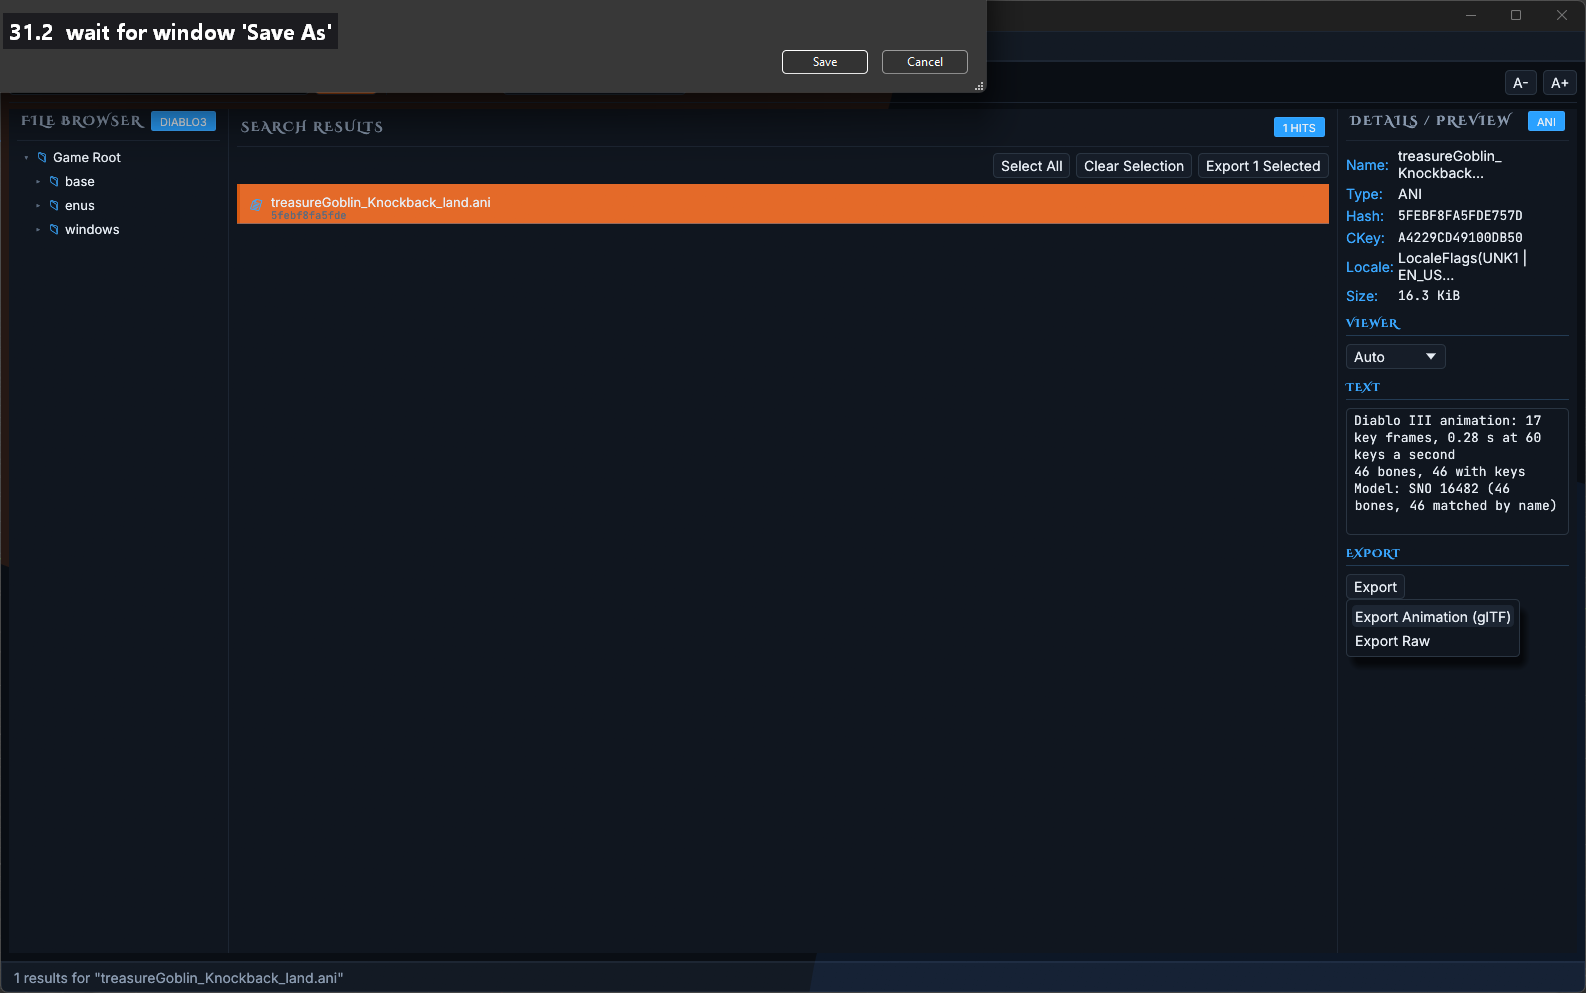 31.2  wait for window 'Save As'
Save
Cancel
A-
A+
FILE BROWSER
DIABLO3
Game Root
base
enus
windows
SEARCH RESULTS
1 HITS
Select All
Clear Selection
Export 1 Selected
treasureGoblin_Knockback_land.ani
5febf8fa5fde
DETAILS / PREVIEW
ANI
Name: treasureGoblin_
Knockback...
Type: ANI
Hash: 5FEBF8FA5FDE757D
CKey: A4229CD49100DB50
Locale: LocaleFlags(UNK1 |
EN_US...
Size: 16.3 KiB
VIEWER
Auto
TEXT
Diablo III animation: 17
key frames, 0.28 s at 60
keys a second
46 bones, 46 with keys
Model: SNO 16482 (46
bones, 46 matched by name)
EXPORT
Export
Export Animation (glTF)
Export Raw
1 results for "treasureGoblin_Knockback_land.ani"